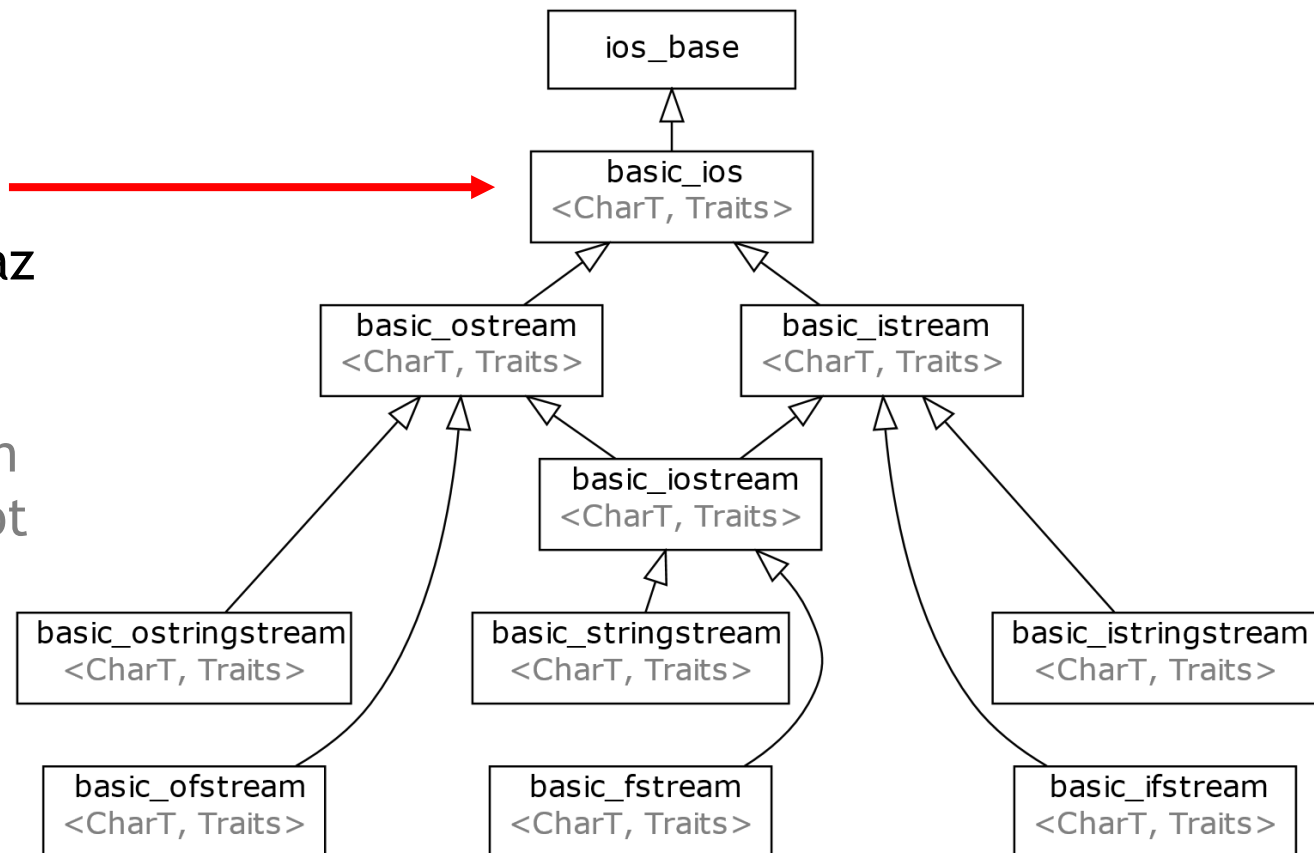 ios_base
basic_ios
<CharT, Traits>
az
basic_ostream
<CharT, Traits>
basic_istream
<CharT, Traits>
basic_iostream
<CharT, Traits>
basic_ostringstream
<CharT, Traits>
basic_stringstream
<CharT, Traits>
basic_istringstream
<CharT, Traits>
basic_ofstream
<CharT, Traits>
basic_fstream
<CharT, Traits>
basic_ifstream
<CharT, Traits>